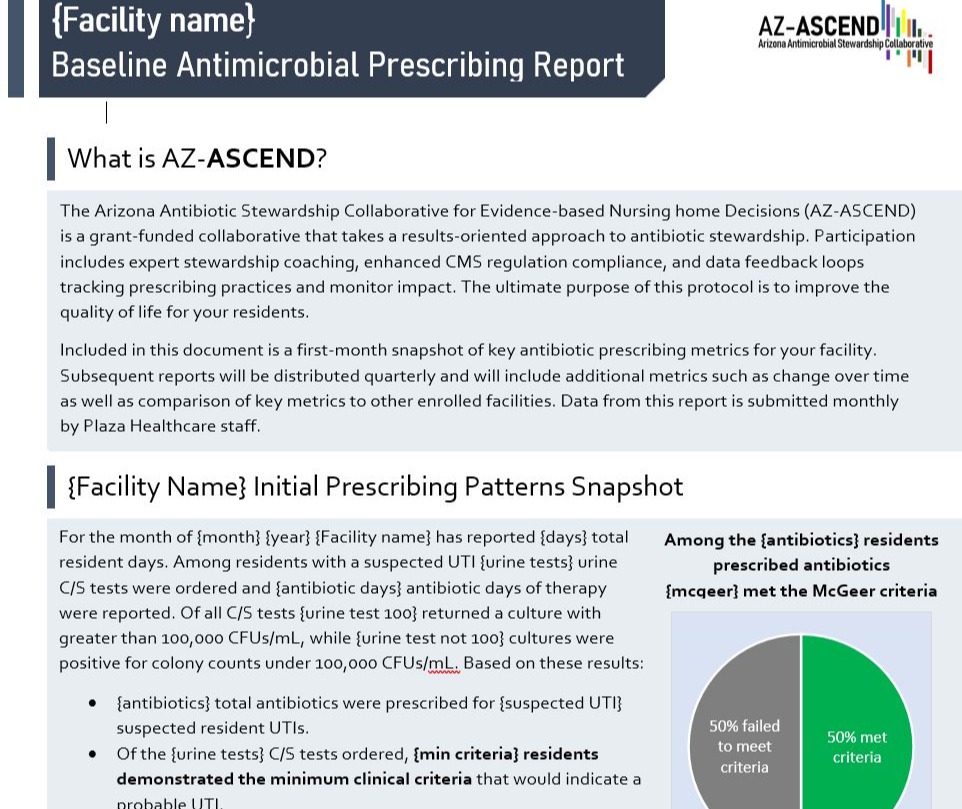 {Facility name}
Baseline Antimicrobial Prescribing Report
AZ-ASCEND
Arizona Antimicrobial Stewardship Collaborative
What is AZ-ASCEND?
The Arizona Antibiotic Stewardship Collaborative for Evidence-based Nursing home Decisions (AZ-ASCEND)
is a grant-funded collaborative that takes a results-oriented approach to antibiotic stewardship. Participation
includes expert stewardship coaching, enhanced CMS regulation compliance, and data feedback loops
tracking prescribing practices and monitor impact. The ultimate purpose of this protocol is to improve the
quality of life for your residents.
Included in this document is a first-month snapshot of key antibiotic prescribing metrics for your facility.
Subsequent reports will be distributed quarterly and will include additional metrics such as change over time
as well as comparison of key metrics to other enrolled facilities. Data from this report is submitted monthly
by Plaza Healthcare staff.
{Facility Name} Initial Prescribing Patterns Snapshot
For the month of {month} {year} {Facility name} has reported {days} total
resident days. Among residents with a suspected UTI {urine tests} urine
C/S tests were ordered and {antibiotic days} antibiotic days of therapy
were reported. Of all C/S tests {urine test 100} returned a culture with
greater than 100,000 CFUs/mL, while {urine test not 100} cultures were
positive for colony counts under 100,000 CFUs/mL. Based on these results:
• {antibiotics} total antibiotics were prescribed for {suspected UTI}
suspected resident UTIs.
• Of the {urine tests} C/S tests ordered, {min criteria} residents
demonstrated the minimum clinical criteria that would indicate a
probable UTI.
Among the {antibiotics} residents
prescribed antibiotics
{mcgeer} met the McGeer criteria
50% failed
to meet
criteria
50% met
criteria